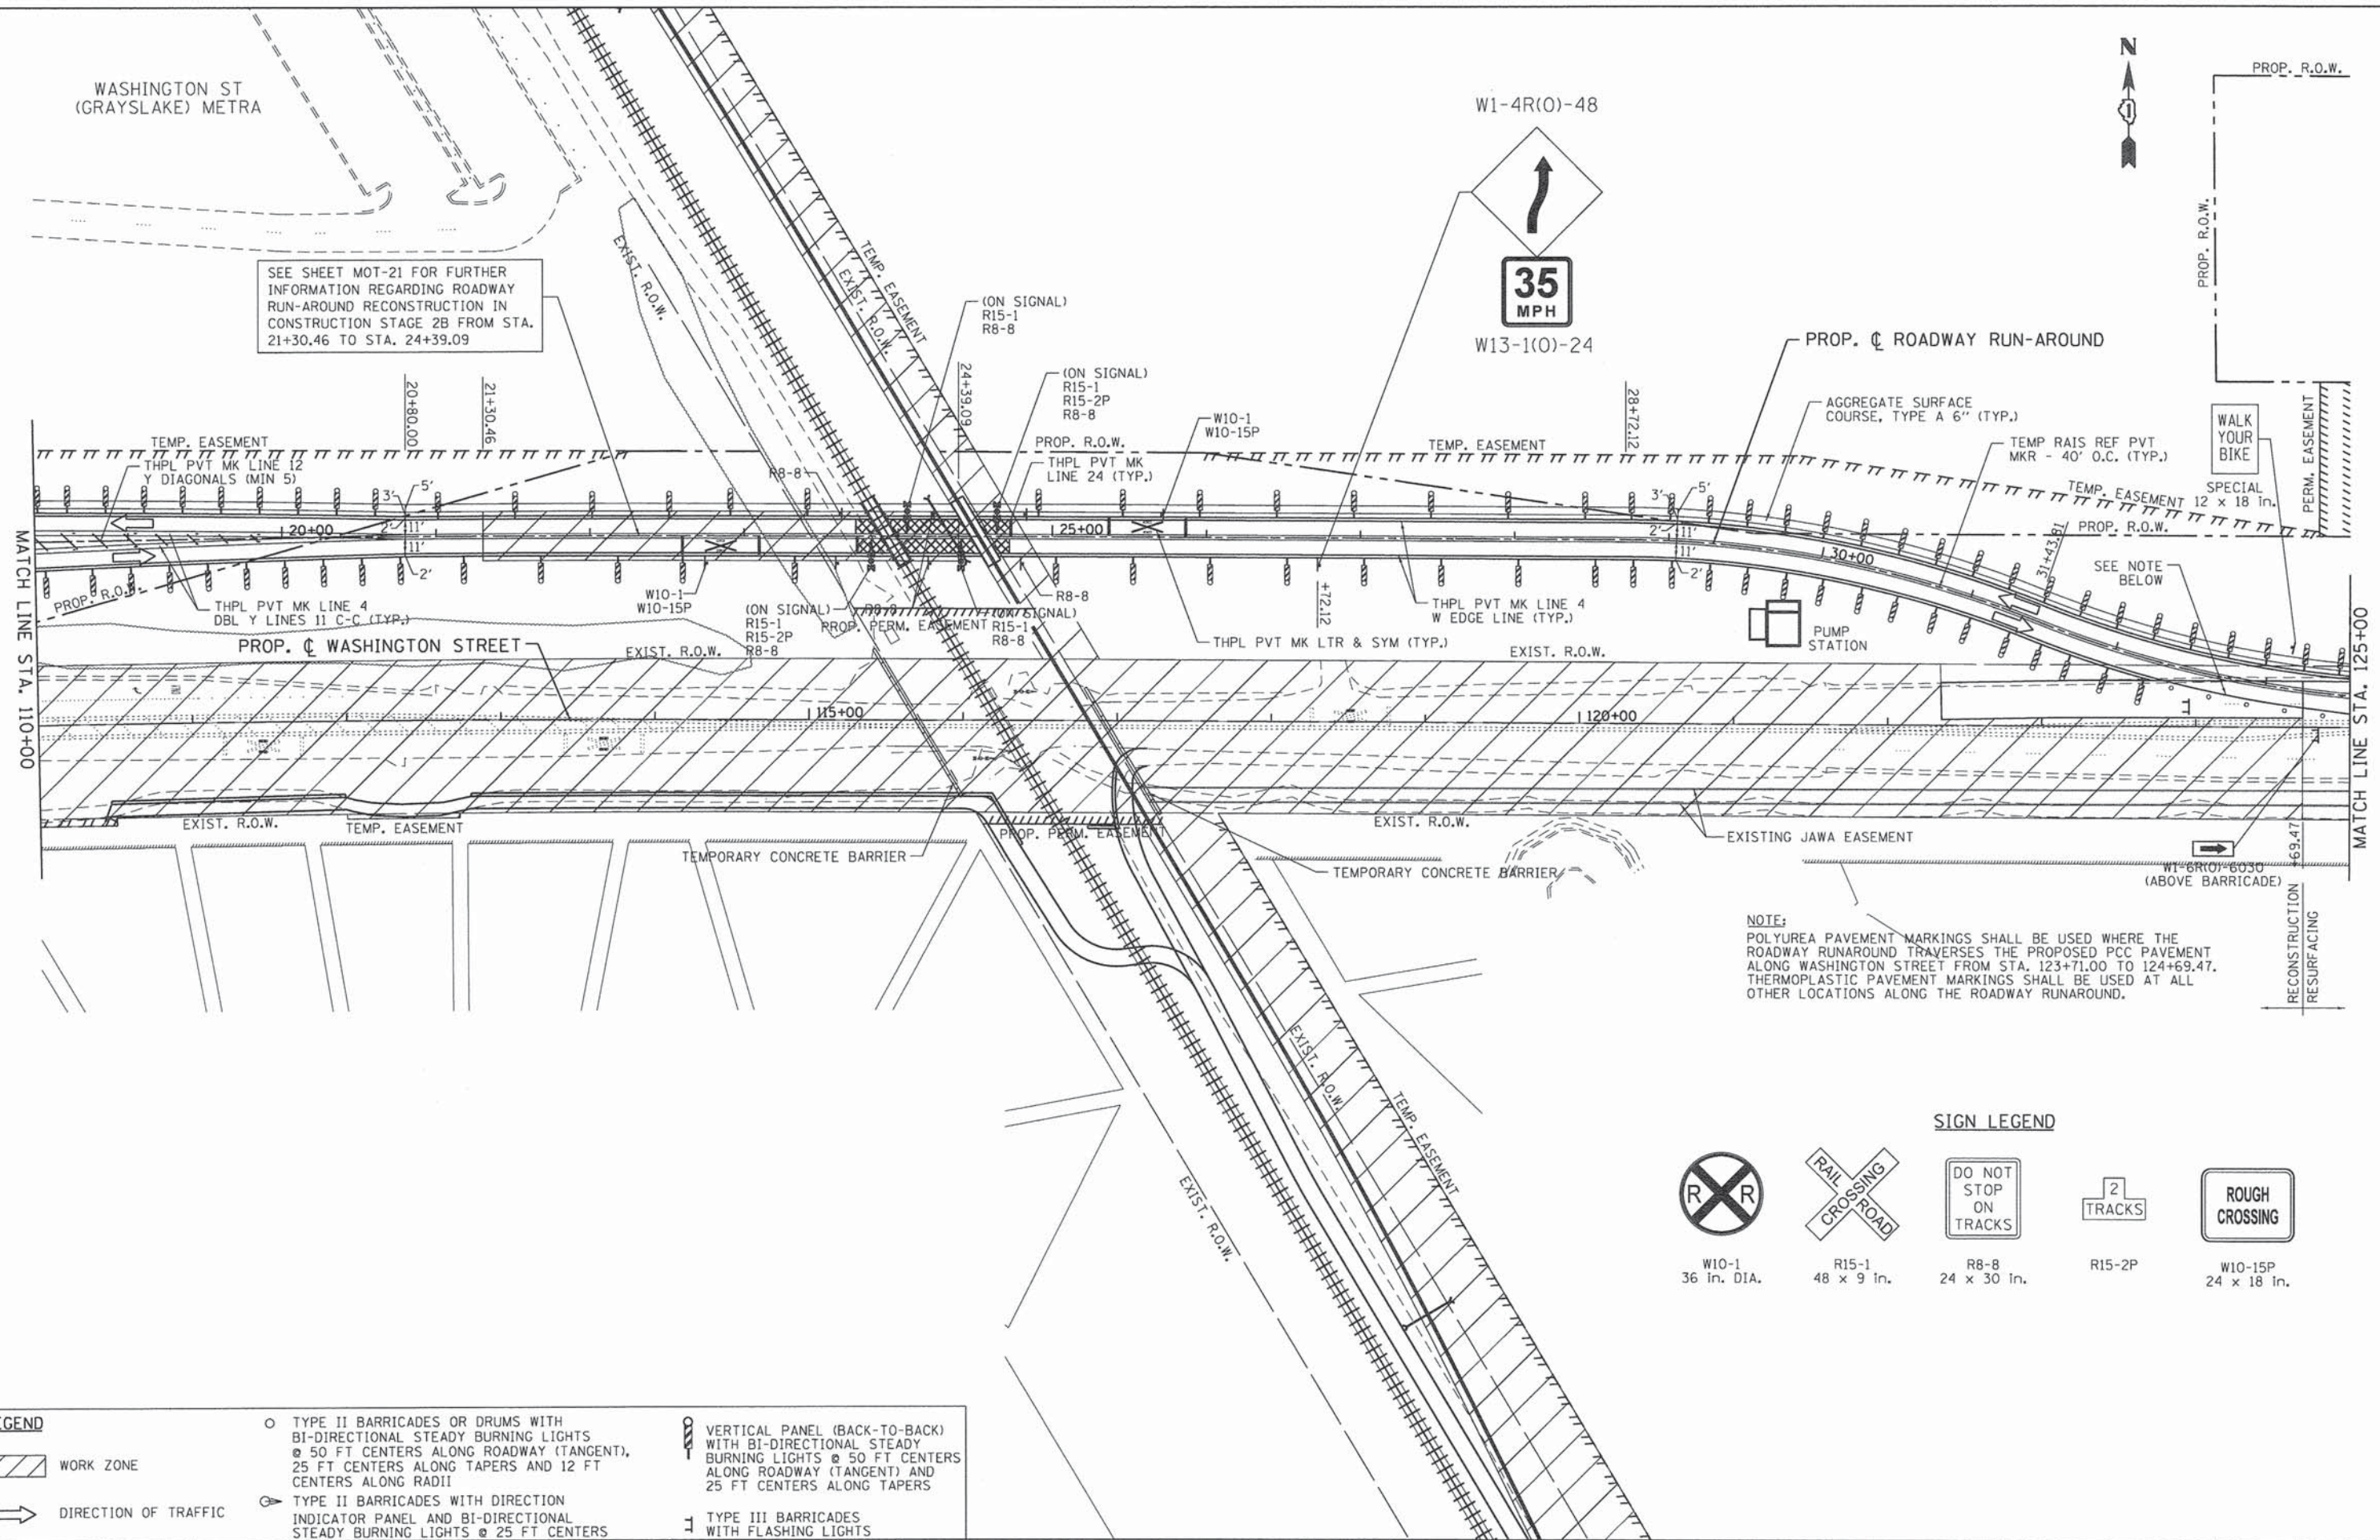 WASHINGTON ST
(GRAYSLAKE) METRA
SEE SHEET MOT-21 FOR FURTHER
INFORMATION REGARDING ROADWAY
RUN-AROUND RECONSTRUCTION IN
CONSTRUCTION STAGE 2B FROM STA.
21+30.46 TO STA. 24+39.09
EXIST. R.O.W.
TEMP. EASEMENT
EXIST. R.O.W.
(ON SIGNAL)
R15-1
R8-8
24+39.09
(ON SIGNAL)
R15-1
R15-2P
R8-8
W10-1
W10-15P
W1-4R(O)-48
35
MPH
W13-1(O)-24
N
PROP. R.O.W.
PROP. R.O.W.
PROP. ℄ ROADWAY RUN-AROUND
AGGREGATE SURFACE
COURSE, TYPE A 6" (TYP.)
TEMP RAIS REF PVT
MKR - 40' O.C. (TYP.)
WALK
YOUR
BIKE
SPECIAL
12 x 18 in.
PERM. EASEMENT
20+80.00
21+30.46
28+72.12
TEMP. EASEMENT
THPL PVT MK LINE 12
Y DIAGONALS (MIN 5)
3'
5'
2'
11'
11'
2'
20+00
R8-8
PROP. R.O.W.
THPL PVT MK
LINE 24 (TYP.)
25+00
TEMP. EASEMENT
3'
5'
2'
11'
11'
2'
30+00
TEMP. EASEMENT
PROP. R.O.W.
31+43.81
SEE NOTE
BELOW
MATCH LINE STA. 110+00
PROP. R.O.W.
THPL PVT MK LINE 4
DBL Y LINES 11 C-C (TYP.)
W10-1
W10-15P
(ON SIGNAL)
R15-1
R15-2P
R8-8
R8-8
PROP. PERM. EASEMENT
(ON SIGNAL)
R15-1
R8-8
R8-8
+72.12
THPL PVT MK LINE 4
W EDGE LINE (TYP.)
THPL PVT MK LTR & SYM (TYP.)
PUMP
STATION
PROP. ℄ WASHINGTON STREET
EXIST. R.O.W.
EXIST. R.O.W.
115+00
120+00
MATCH LINE STA. 125+00
EXIST. R.O.W.
TEMP. EASEMENT
PROP. PERM. EASEMENT
EXIST. R.O.W.
EXISTING JAWA EASEMENT
TEMPORARY CONCRETE BARRIER
TEMPORARY CONCRETE BARRIER
W1-6R(O)-6030
(ABOVE BARRICADE)
+69.47
RECONSTRUCTION
RESURFACING
NOTE:
POLYUREA PAVEMENT MARKINGS SHALL BE USED WHERE THE
ROADWAY RUNAROUND TRAVERSES THE PROPOSED PCC PAVEMENT
ALONG WASHINGTON STREET FROM STA. 123+71.00 TO 124+69.47.
THERMOPLASTIC PAVEMENT MARKINGS SHALL BE USED AT ALL
OTHER LOCATIONS ALONG THE ROADWAY RUNAROUND.
EXIST. R.O.W.
TEMP. EASEMENT
EXIST. R.O.W.
SIGN LEGEND
R R
RAIL ROAD
CROSSING
DO NOT
STOP
ON
TRACKS
2
TRACKS
ROUGH
CROSSING
W10-1
36 in. DIA.
R15-1
48 x 9 in.
R8-8
24 x 30 in.
R15-2P
W10-15P
24 x 18 in.
GEND
WORK ZONE
DIRECTION OF TRAFFIC
TYPE II BARRICADES OR DRUMS WITH
BI-DIRECTIONAL STEADY BURNING LIGHTS
@ 50 FT CENTERS ALONG ROADWAY (TANGENT),
25 FT CENTERS ALONG TAPERS AND 12 FT
CENTERS ALONG RADII
TYPE II BARRICADES WITH DIRECTION
INDICATOR PANEL AND BI-DIRECTIONAL
STEADY BURNING LIGHTS @ 25 FT CENTERS
VERTICAL PANEL (BACK-TO-BACK)
WITH BI-DIRECTIONAL STEADY
BURNING LIGHTS @ 50 FT CENTERS
ALONG ROADWAY (TANGENT) AND
25 FT CENTERS ALONG TAPERS
TYPE III BARRICADES
WITH FLASHING LIGHTS